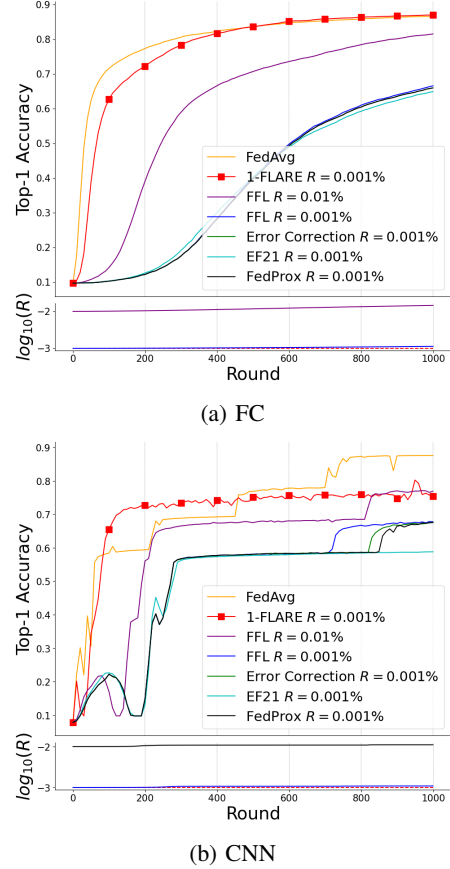 0.9
0.8
0.7
0.6
0.5
0.4
0.3
0.2
0.1
Top-1 Accuracy
FedAvg
1-FLARE R = 0.001%
FFL R = 0.01%
FFL R = 0.001%
Error Correction R = 0.001%
EF21 R = 0.001%
FedProx R = 0.001%
−2
−3
log10(R)
0 200 400 600 800 1000
Round
(a) FC
0.9
0.8
0.7
0.6
0.5
0.4
0.3
0.2
0.1
Top-1 Accuracy
FedAvg
1-FLARE R = 0.001%
FFL R = 0.01%
FFL R = 0.001%
Error Correction R = 0.001%
EF21 R = 0.001%
FedProx R = 0.001%
−2
−3
log10(R)
0 200 400 600 800 1000
Round
(b) CNN